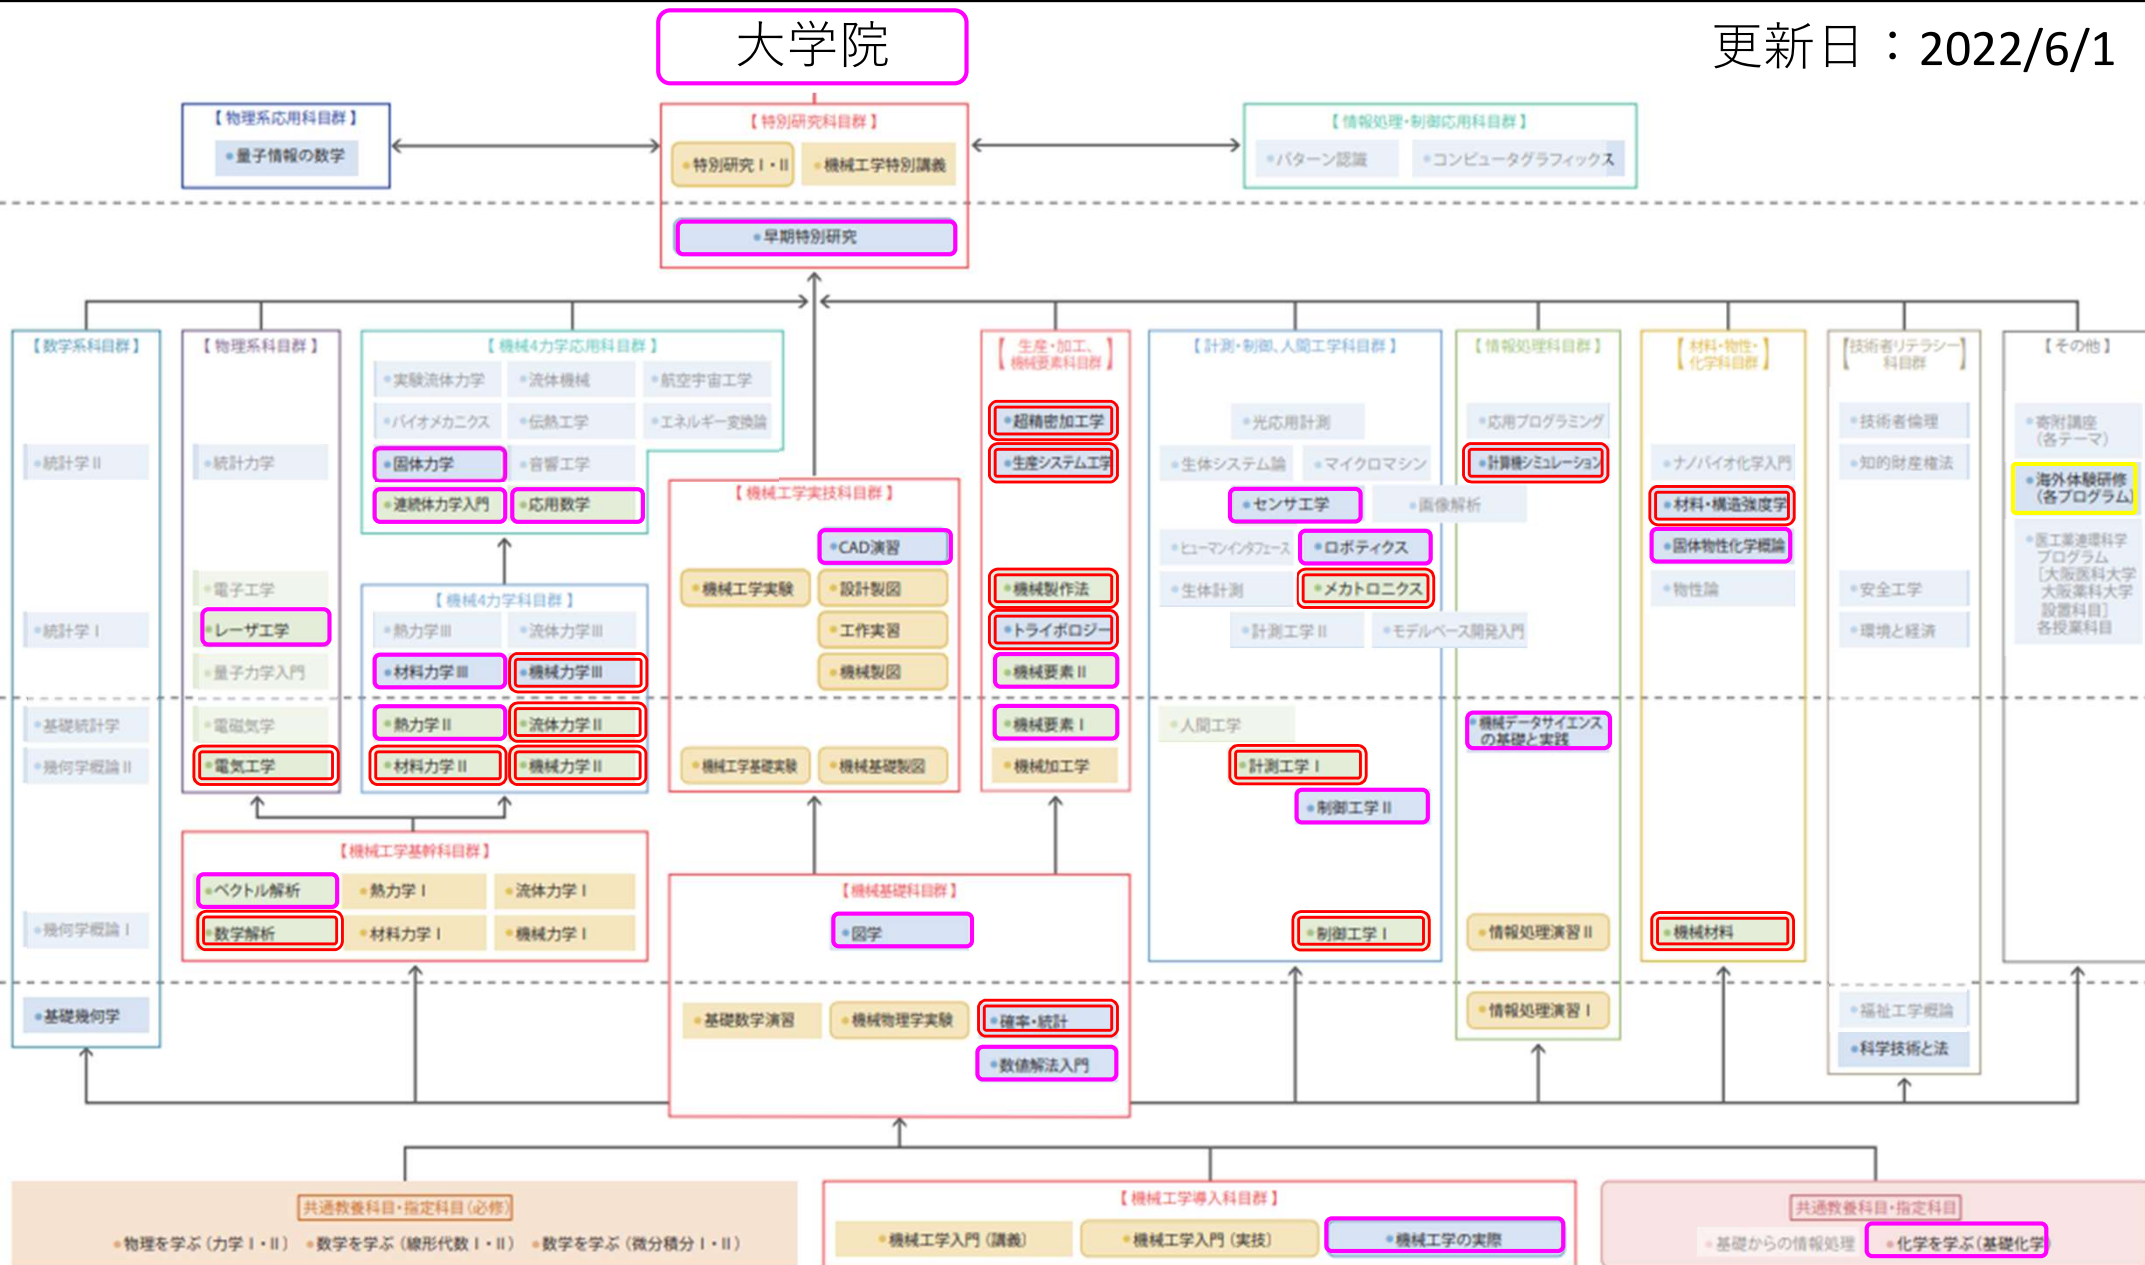 大学院
更新日：2022/6/1
【物理系応用科目群】
•量子情報の数学
【特別研究科目群】
•特別研究Ⅰ・Ⅱ
•機械工学特別講義
【情報処理・制御応用科目群】
•パターン認識
•コンピュータグラフィックス
•早期特別研究
【数学系科目群】
•統計学Ⅱ
•統計学Ⅰ
•基礎統計学
•幾何学概論Ⅱ
•幾何学概論Ⅰ
•基礎幾何学
【物理系科目群】
•統計力学
•電子工学
•レーザ工学
•量子力学入門
•電磁気学
•電気工学
【機械4力学応用科目群】
•実験流体力学
•流体機械
•航空宇宙工学
•バイオメカニクス
•伝熱工学
•エネルギー変換論
•固体力学
•音響工学
•連続体力学入門
•応用数学
【機械4力学科目群】
•熱力学Ⅲ
•流体力学Ⅲ
•材料力学Ⅲ
•機械力学Ⅲ
•熱力学Ⅱ
•流体力学Ⅱ
•材料力学Ⅱ
•機械力学Ⅱ
【機械工学基幹科目群】
•ベクトル解析
•熱力学Ⅰ
•流体力学Ⅰ
•数学解析
•材料力学Ⅰ
•機械力学Ⅰ
【機械工学実技科目群】
•CAD演習
•機械工学実験
•設計製図
•工作実習
•機械製図
•機械工学基礎実験
•機械基礎製図
【生産・加工、
機械要素科目群】
•超精密加工学
•生産システム工学
•機械製作法
•トライボロジー
•機械要素Ⅱ
•機械要素Ⅰ
•機械加工学
【機械基礎科目群】
•図学
•基礎数学演習
•機械物理学実験
•確率・統計
•数値解法入門
【計測・制御、人間工学科目群】
•光応用計測
•生体システム論
•マイクロマシン
•センサ工学
•画像解析
•ヒューマンインタフェース
•ロボティクス
•生体計測
•メカトロニクス
•計測工学Ⅱ
•モデルベース開発入門
•人間工学
•計測工学Ⅰ
•制御工学Ⅱ
•制御工学Ⅰ
【情報処理科目群】
•応用プログラミング
•計算機シミュレーション
•機械データサイエンス
の基礎と実践
•情報処理演習Ⅱ
•情報処理演習Ⅰ
【材料・物性・
化学科目群】
•ナノバイオ化学入門
•材料・構造強度学
•固体物性化学概論
•物性論
•機械材料
【技術者リテラシー
科目群】
•技術者倫理
•知的財産権法
•安全工学
•環境と経済
•福祉工学概論
•科学技術と法
【その他】
•寄附講座
（各テーマ）
•海外体験研修
（各プログラム）
•医工薬連環科学
プログラム
［大阪医科大学
大阪薬科大学
設置科目］
各授業科目
共通教養科目・指定科目（必修）
•物理を学ぶ（力学Ⅰ・Ⅱ） •数学を学ぶ（線形代数Ⅰ・Ⅱ） •数学を学ぶ（微分積分Ⅰ・Ⅱ）
【機械工学導入科目群】
•機械工学入門（講義）
•機械工学入門（実技）
•機械工学の実際
共通教養科目・指定科目
•基礎からの情報処理
•化学を学ぶ（基礎化学）